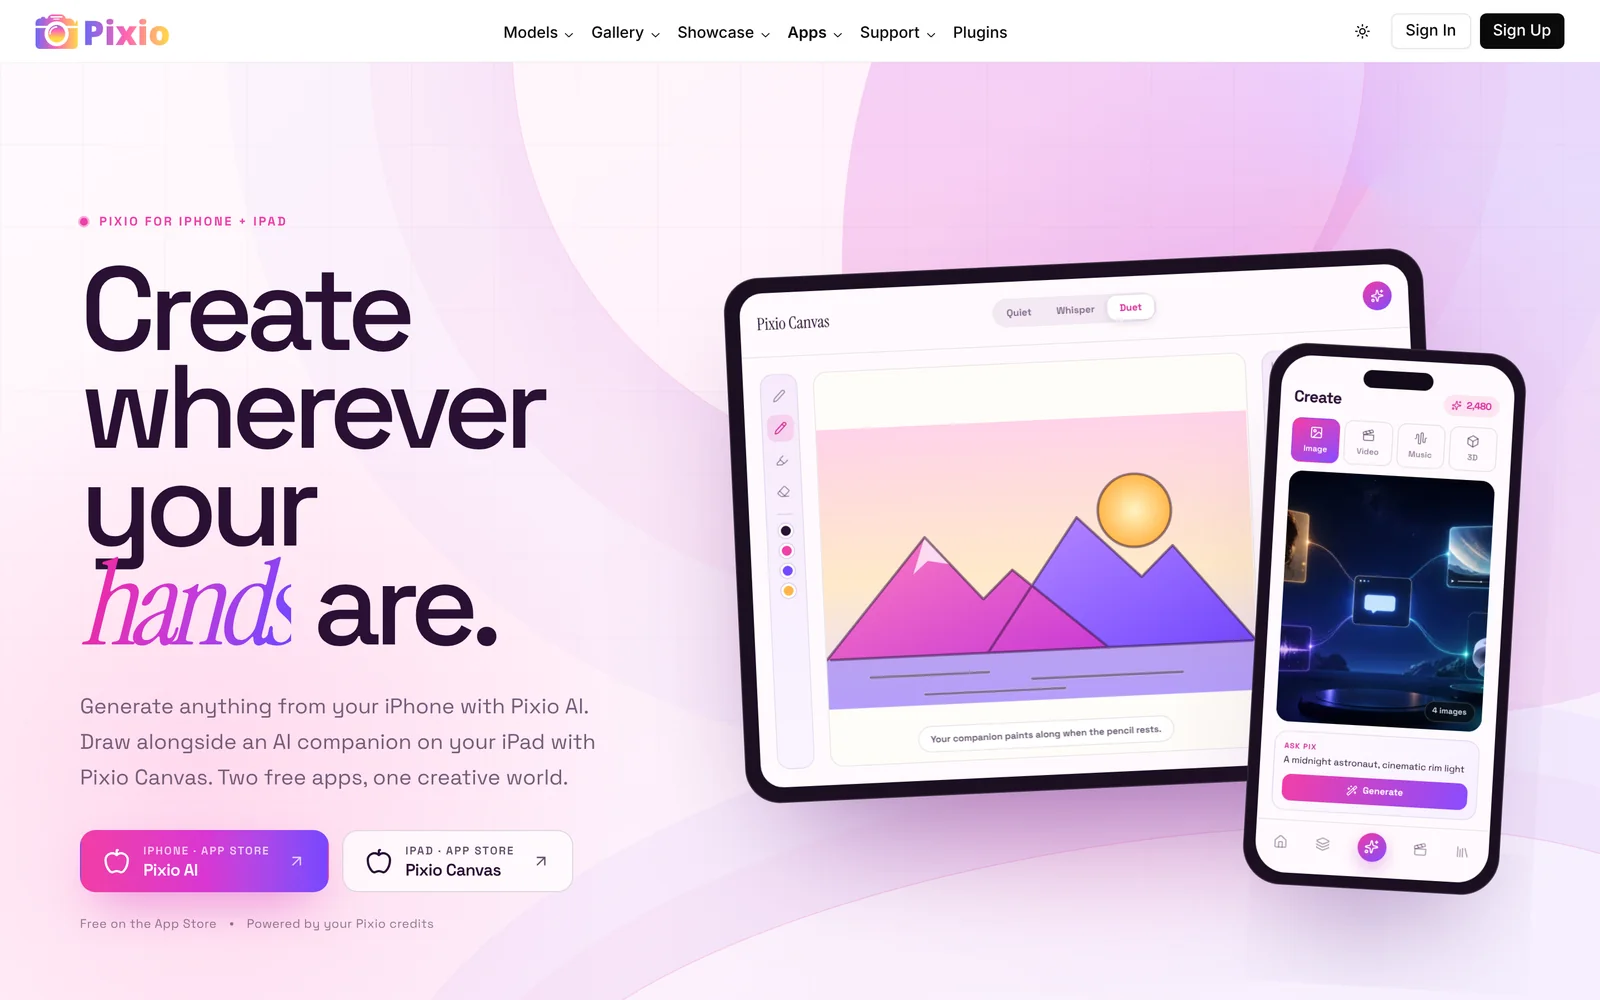 Pixio
Models
Gallery
Showcase
Apps
Support
Plugins
Sign In
Sign Up
PIXIO FOR IPHONE + IPAD
Create
wherever
your
hands are.
Generate anything from your iPhone with Pixio AI.
Draw alongside an AI companion on your iPad with
Pixio Canvas. Two free apps, one creative world.
IPHONE · APP STORE
Pixio AI
IPAD · APP STORE
Pixio Canvas
Free on the App Store • Powered by your Pixio credits
Pixio Canvas
Quiet
Whisper
Duet
Your companion paints along when the pencil rests.
Create
2,480
Image
Video
Music
3D
4 images
ASK PIX
A midnight astronaut, cinematic rim light
Generate